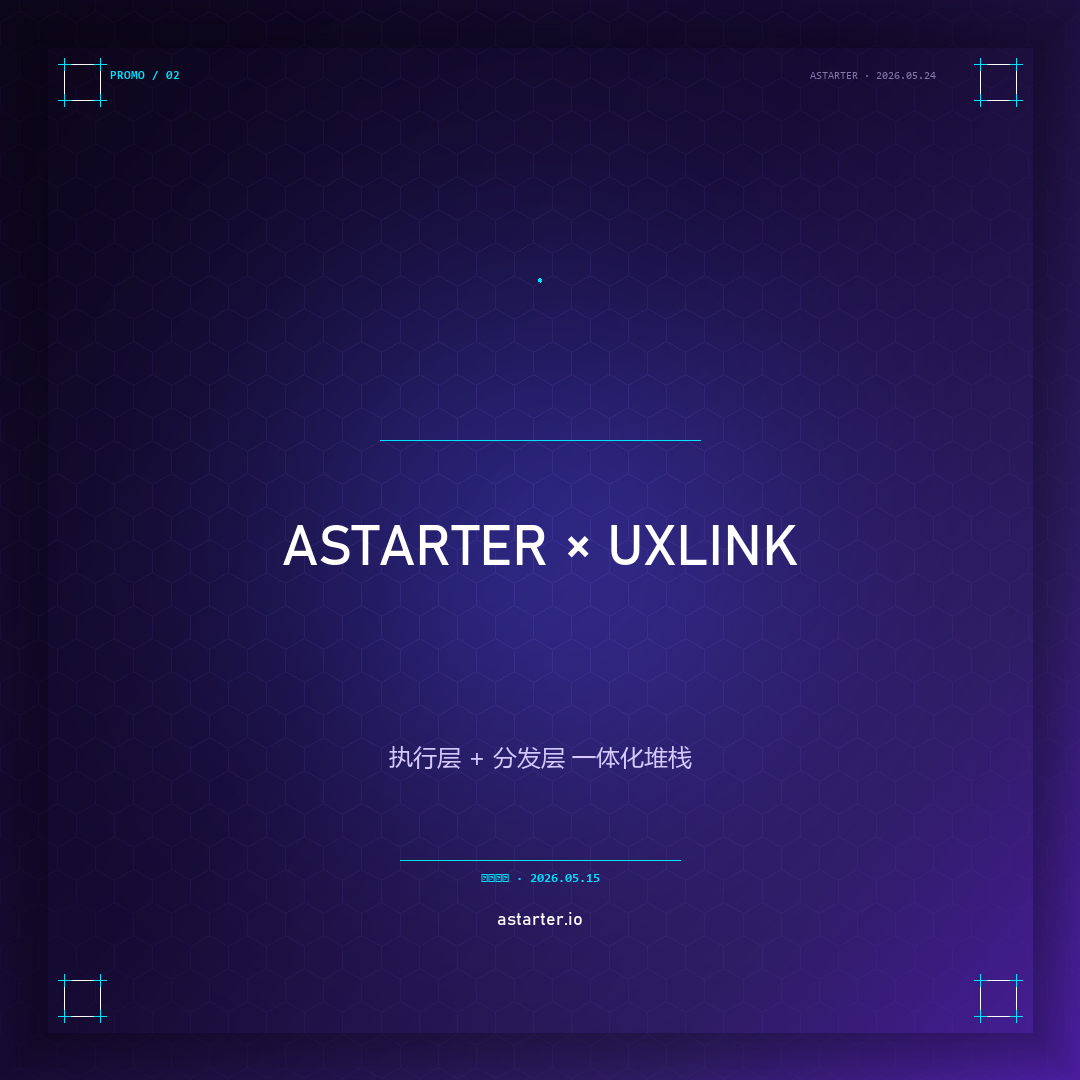 PROMO / 02
ASTARTER · 2026.05.24
ASTARTER × UXLINK
执行层 + 分发层 一体化堆栈
· 2026.05.15
astarter.io